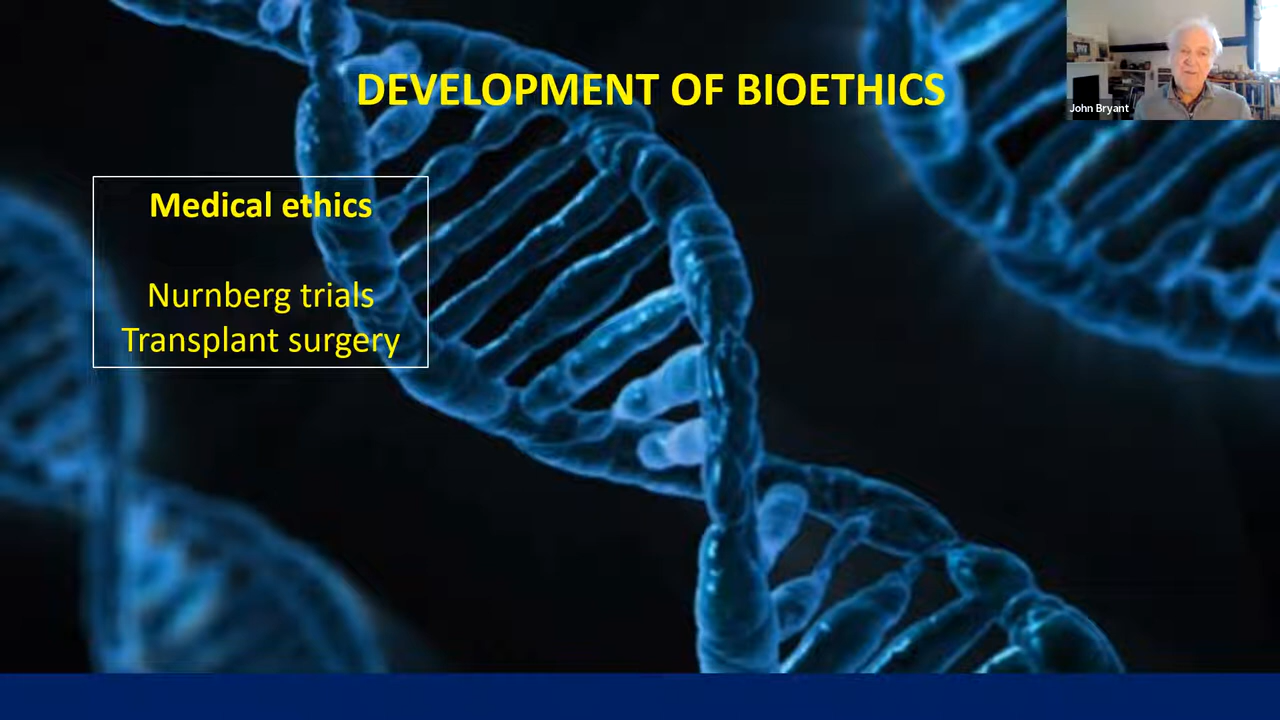 DEVELOPMENT OF BIOETHICS
John Bryant
Medical ethics
Nurnberg trials
Transplant surgery